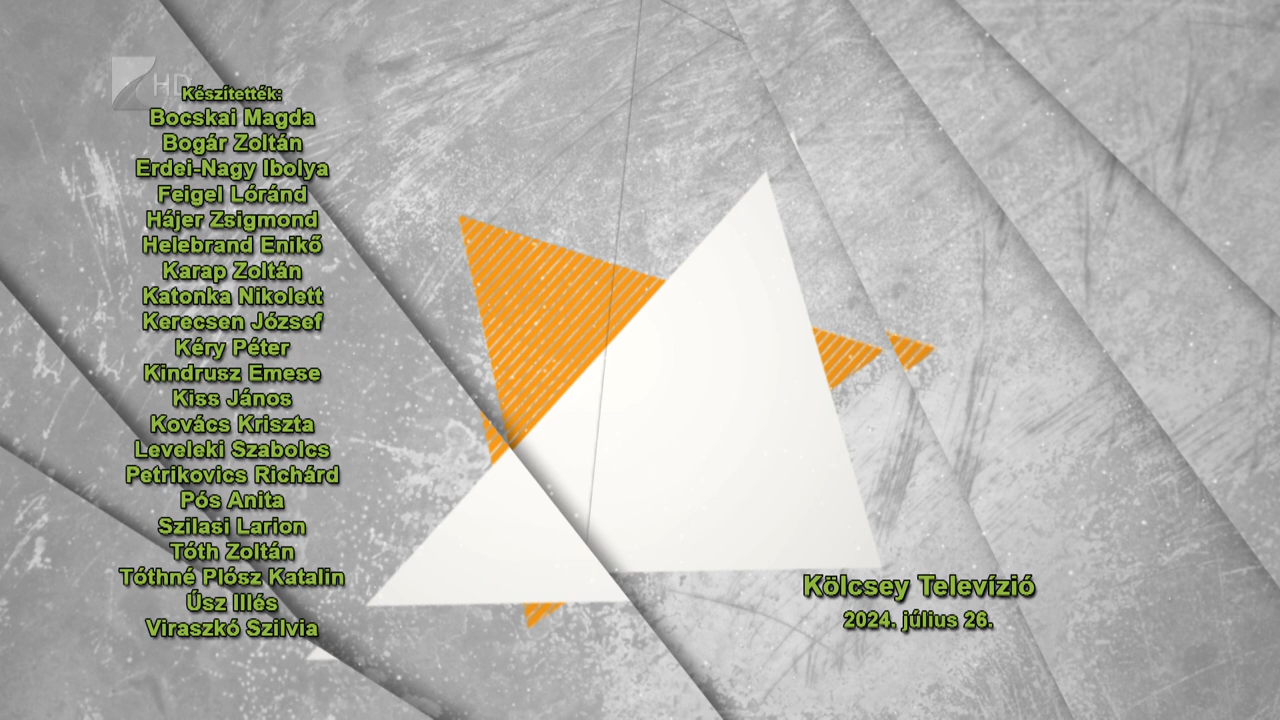 HD
Készítették:
Bocskai Magda
Bogár Zoltán
Erdei-Nagy Ibolya
Feigel Lóránd
Hájer Zsigmond
Helebrand Enikő
Karap Zoltán
Katonka Nikolett
Kerecsen József
Kéry Péter
Kindrusz Emese
Kiss János
Kovács Kriszta
Leveleki Szabolcs
Petrikovics Richárd
Pós Anita
Szilasi Larion
Tóth Zoltán
Tóthné Plósz Katalin
Úsz Illés
Viraszkó Szilvia
Kölcsey Televízió
2024. július 26.